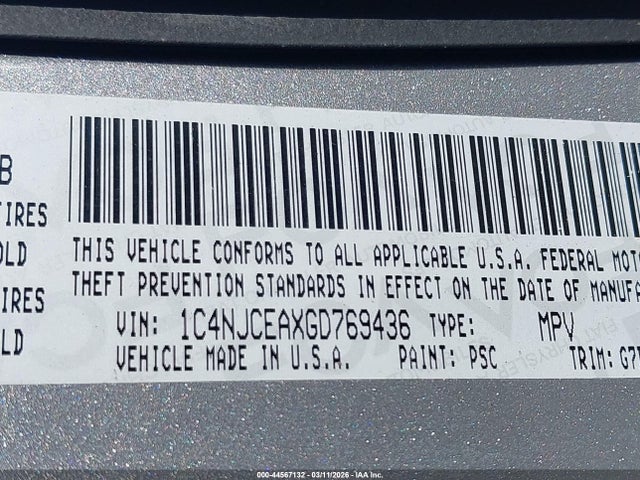 B
TIRES
OLD
TIRES
LD
THIS VEHICLE CONFORMS TO ALL APPLICABLE U.S.A. FEDERAL MOTO
THEFT PREVENTION STANDARDS IN EFFECT ON THE DATE OF MANUFA
VIN: 1C4NJCEAXGD769436 TYPE: MPV
VEHICLE MADE IN U.S.A. PAINT: PSC TRIM: G7
000-44567132 - 03/11/2026 - IAA Inc.